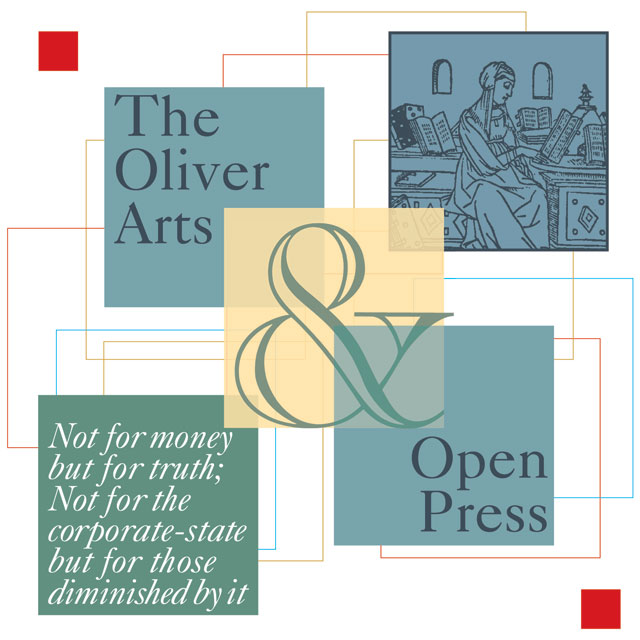 The
Oliver
Arts
&
Open
Press
Not for money
but for truth;
Not for the
corporate-state
but for those
diminished by it